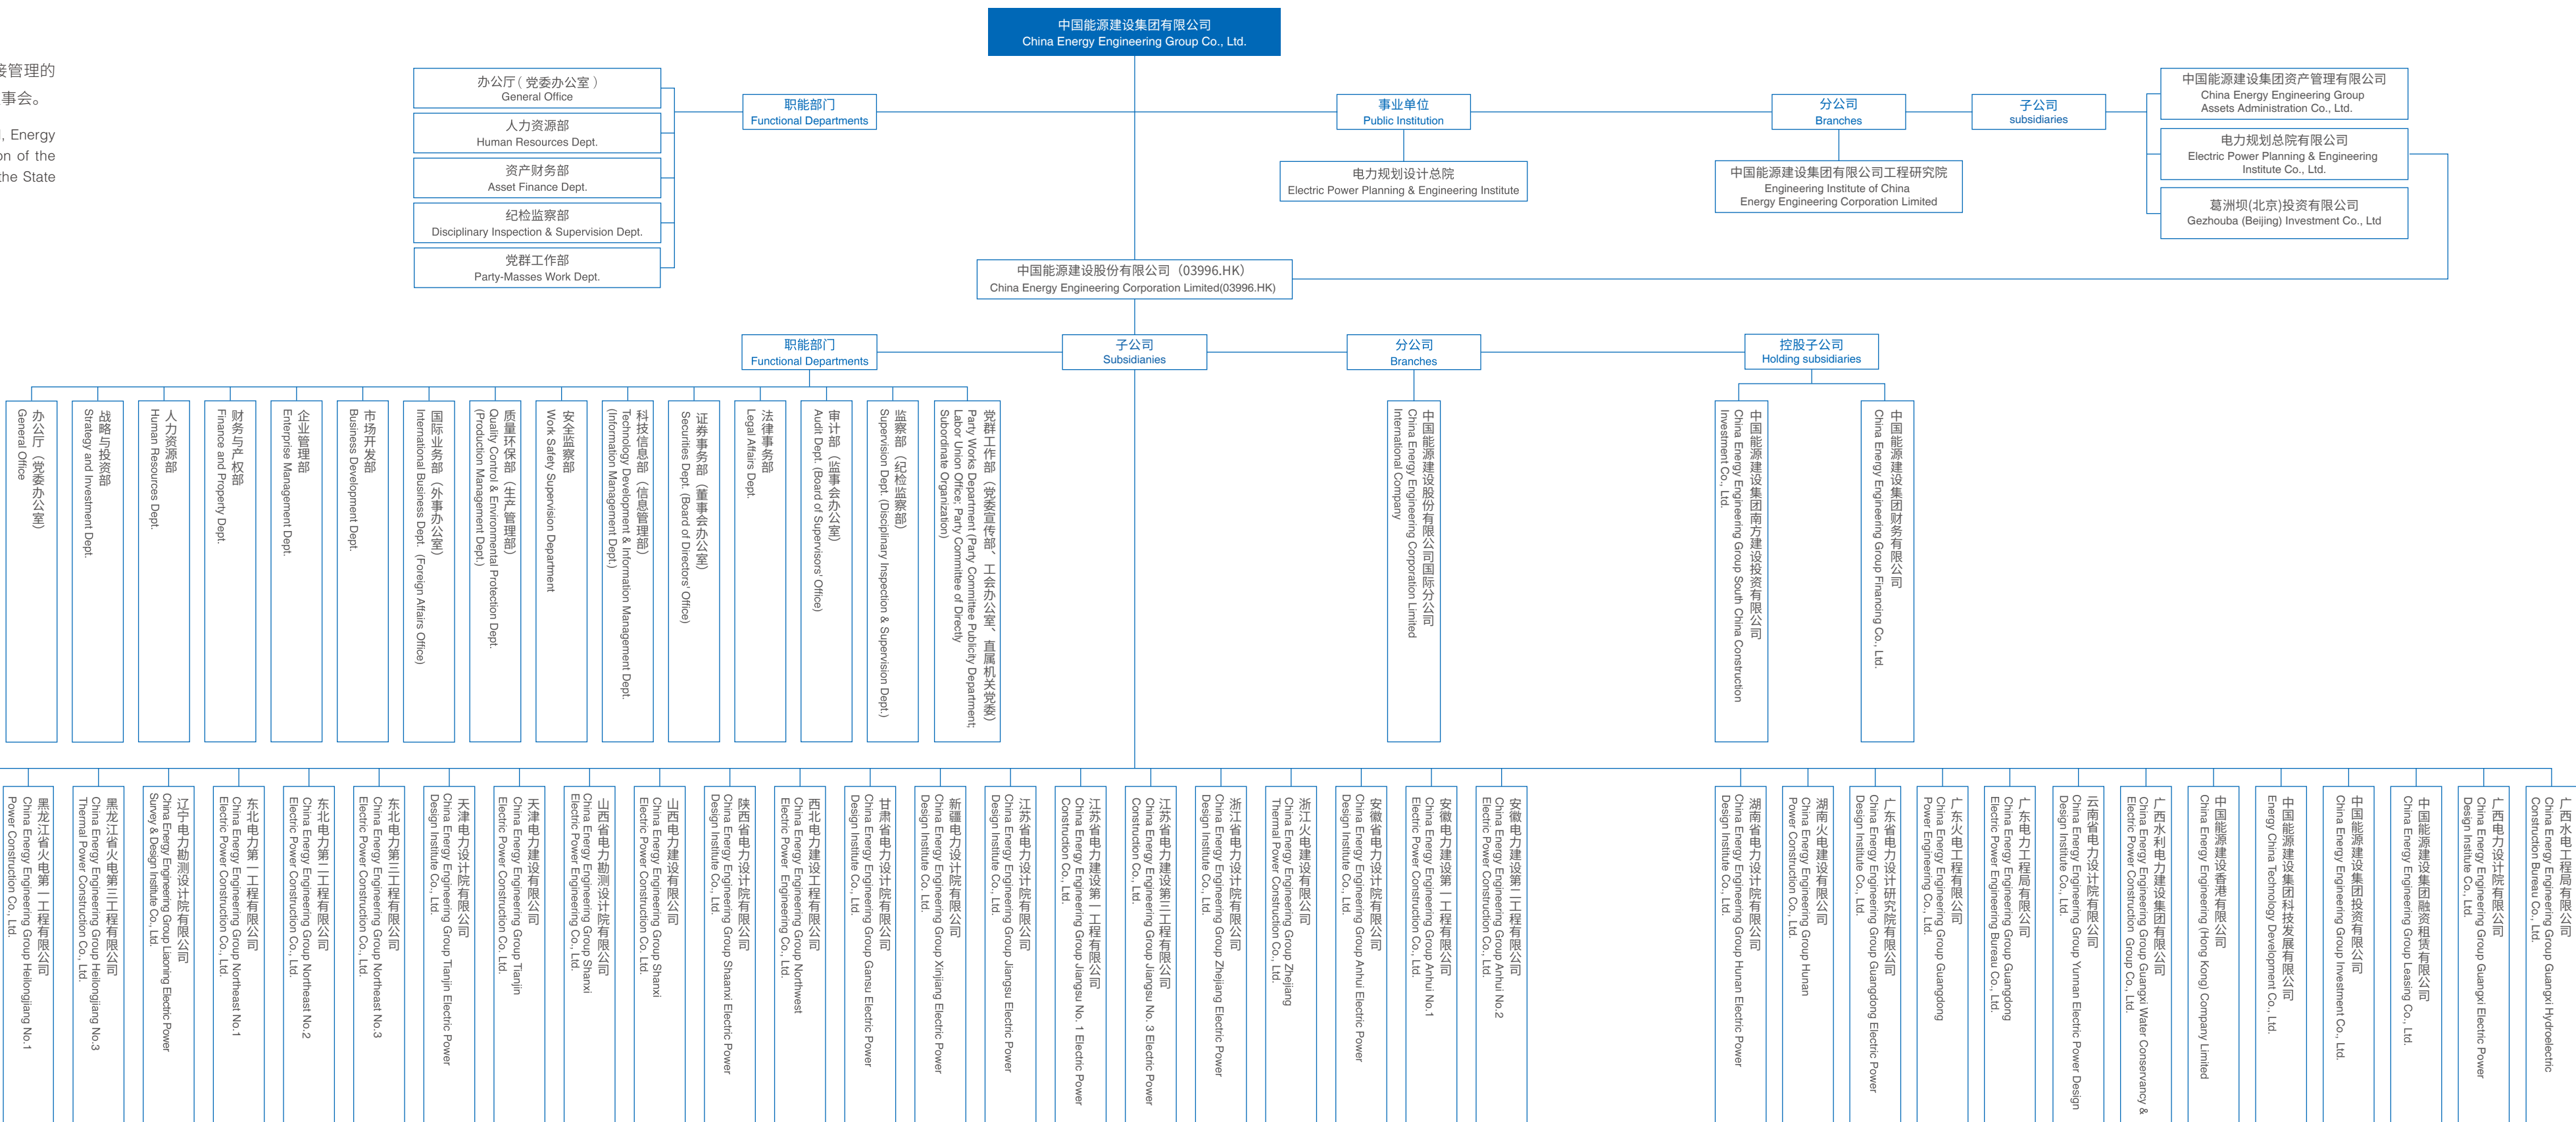 中国能源建设集团有限公司
China Energy Engineering Group Co., Ltd.
接管理的
事会。
, Energy
on of the
the State
办公厅（党委办公室）
General Office
人力资源部
Human Resources Dept.
资产财务部
Asset Finance Dept.
纪检监察部
Disciplinary Inspection & Supervision Dept.
党群工作部
Party-Masses Work Dept.
职能部门
Functional Departments
事业单位
Public Institution
电力规划设计总院
Electric Power Planning & Engineering Institute
分公司
Branches
中国能源建设集团有限公司工程研究院
Engineering Institute of China
Energy Engineering Corporation Limited
子公司
subsidiaries
中国能源建设集团资产管理有限公司
China Energy Engineering Group
Assets Administration Co., Ltd.
电力规划总院有限公司
Electric Power Planning & Engineering
Institute Co., Ltd.
葛洲坝(北京)投资有限公司
Gezhouba (Beijing) Investment Co., Ltd
中国能源建设股份有限公司（03996.HK）
China Energy Engineering Corporation Limited(03996.HK)
职能部门
Functional Departments
子公司
Subsidiaries
分公司
Branches
控股子公司
Holding subsidiaries
办公厅（党委办公室）
General Office
战略与投资部
Strategy and Investment Dept.
人力资源部
Human Resources Dept.
财务与产权部
Finance and Property Dept.
企业管理部
Enterprise Management Dept.
市场开发部
Business Development Dept.
国际业务部（外事办公室）
International Business Dept. (Foreign Affairs Office)
质量环保部（生产管理部）
Quality Control & Environmental Protection Dept.
(Production Management Dept.)
安全监察部
Work Safety Supervision Department
科技信息部（信息管理部）
Technology Development & Information Management Dept.
(Information Management Dept.)
证券事务部（董事会办公室）
Securities Dept. (Board of Directors' Office)
法律事务部
Legal Affairs Dept.
审计部（监事会办公室）
Audit Dept. (Board of Supervisors' Office)
监察部（纪检监察部）
Supervision Dept. (Disciplinary Inspection & Supervision Dept.)
党群工作部（党委宣传部、工会办公室、直属机关党委）
Party Works Department (Party Committee Publicity Department;
Labor Union Office; Party Committee of Directly
Subordinate Organization)
中国能源建设股份有限公司国际分公司
China Energy Engineering Corporation Limited
International Company
中国能源建设集团南方建设投资有限公司
China Energy Engineering Group South China Construction
Investment Co., Ltd.
中国能源建设集团财务有限公司
China Energy Engineering Group Financing Co., Ltd.
黑龙江省火电第一工程有限公司
China Energy Engineering Group Heilongjiang No.1
Power Construction Co., Ltd.
黑龙江省火电第三工程有限公司
China Energy Engineering Group Heilongjiang No.3
Thermal Power Construction Co., Ltd.
辽宁电力勘测设计院有限公司
China Energy Engineering Group Liaoning Electric Power
Survey & Design Institute Co., Ltd.
东北电力第一工程有限公司
China Energy Engineering Group Northeast No.1
Electric Power Construction Co., Ltd.
东北电力第二工程有限公司
China Energy Engineering Group Northeast No.2
Electric Power Construction Co., Ltd.
东北电力第三工程有限公司
China Energy Engineering Group Northeast No.3
Electric Power Construction Co., Ltd.
天津电力设计院有限公司
China Energy Engineering Group Tianjin Electric Power
Design Institute Co., Ltd.
天津电力建设有限公司
China Energy Engineering Group Tianjin
Electric Power Construction Co., Ltd.
山西省电力勘测设计院有限公司
China Energy Engineering Group Shanxi
Electric Power Engineering Co., Ltd.
山西电力建设有限公司
China Energy Engineering Group Shanxi
Electric Power Construction Co., Ltd.
陕西省电力设计院有限公司
China Energy Engineering Group Shaanxi Electric Power
Design Institute Co., Ltd.
西北电力建设工程有限公司
China Energy Engineering Group Northwest
Electric Power Engineering Co., Ltd.
甘肃省电力设计院有限公司
China Energy Engineering Group Gansu Electric Power
Design Institute Co., Ltd.
新疆电力设计院有限公司
China Energy Engineering Group Xinjiang Electric Power
Design Institute Co., Ltd.
江苏省电力设计院有限公司
China Energy Engineering Group Jiangsu Electric Power
Design Institute Co., Ltd.
江苏省电力建设第一工程有限公司
China Energy Engineering Group Jiangsu No. 1 Electric Power
Construction Co., Ltd.
江苏省电力建设第三工程有限公司
China Energy Engineering Group Jiangsu No. 3 Electric Power
Construction Co., Ltd.
浙江省电力设计院有限公司
China Energy Engineering Group Zhejiang Electric Power
Design Institute Co., Ltd.
浙江火电建设有限公司
China Energy Engineering Group Zhejiang
Thermal Power Construction Co., Ltd.
安徽省电力设计院有限公司
China Energy Engineering Group Anhui Electric Power
Design Institute Co., Ltd.
安徽电力建设第一工程有限公司
China Energy Engineering Group Anhui No.1
Electric Power Construction Co., Ltd.
安徽电力建设第二工程有限公司
China Energy Engineering Group Anhui No.2
Electric Power Construction Co., Ltd.
湖南省电力设计院有限公司
China Energy Engineering Group Hunan Electric Power
Design Institute Co., Ltd.
湖南火电建设有限公司
China Energy Engineering Group Hunan
Power Construction Co., Ltd.
广东省电力设计研究院有限公司
China Energy Engineering Group Guangdong Electric Power
Design Institute Co., Ltd.
广东火电工程有限公司
China Energy Engineering Group Guangdong
Power Engineering Co., Ltd.
广东电力工程局有限公司
China Energy Engineering Group Guangdong
Electric Power Engineering Bureau Co., Ltd.
云南省电力设计院有限公司
China Energy Engineering Group Yunnan Electric Power Design
Design Institute Co., Ltd.
广西水利电力建设集团有限公司
China Energy Engineering Group Guangxi Water Conservancy &
Electric Power Construction Group Co., Ltd.
中国能源建设香港有限公司
China Energy Engineering (Hong Kong) Company Limited
中国能源建设集团科技发展有限公司
Energy China Technology Development Co., Ltd.
中国能源建设集团投资有限公司
China Energy Engineering Group Investment Co., Ltd.
中国能源建设集团融资租赁有限公司
China Energy Engineering Group Leasing Co., Ltd.
广西电力设计院有限公司
China Energy Engineering Group Guangxi Electric Power
Design Institute Co., Ltd.
广西水电工程局有限公司
China Energy Engineering Group Guangxi Hydroelectric
Construction Bureau Co., Ltd.